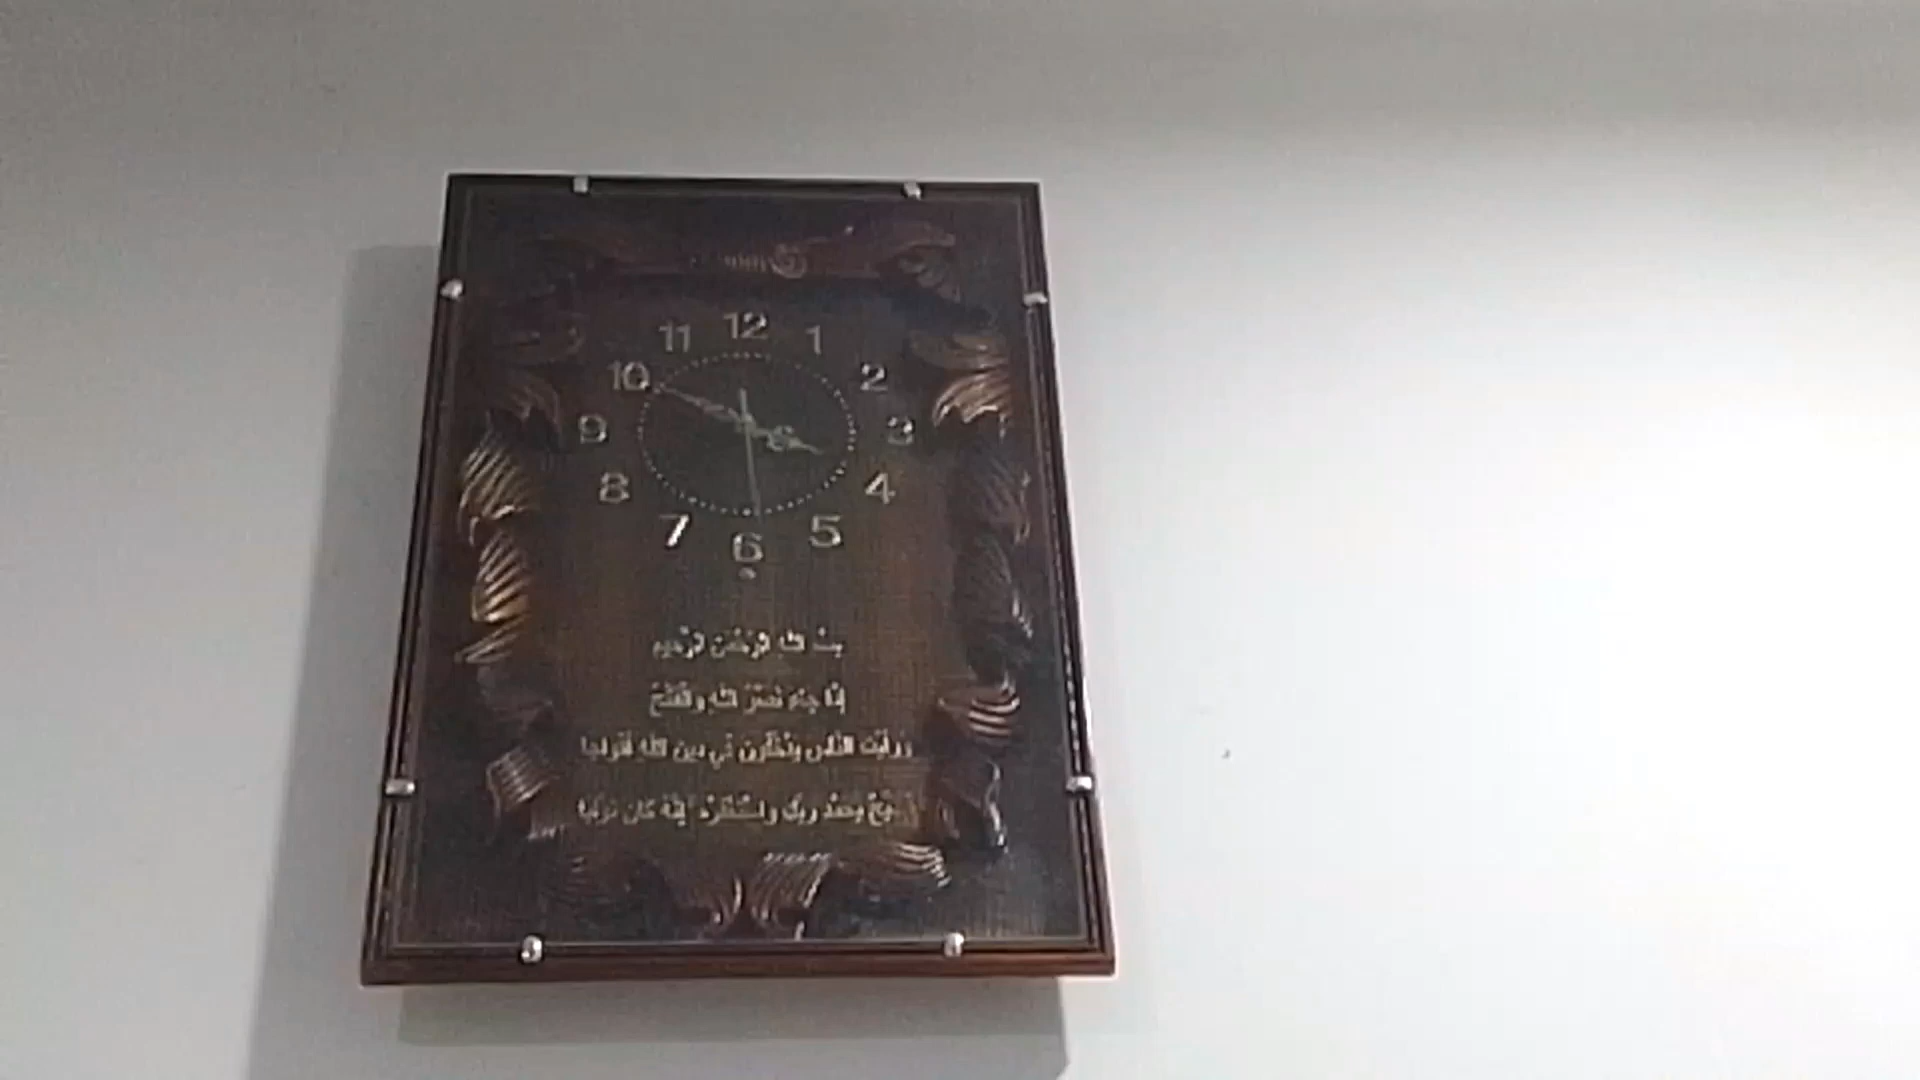 12
11 1
10 2
9 3
8 4
7 5
6
بسم الله الرحمن الرحيم
إذا جاء نصر الله والفتح
ورأيت الناس يدخلون في دين الله أفواجا
فسبح بحمد ربك واستغفره إنه كان توابا